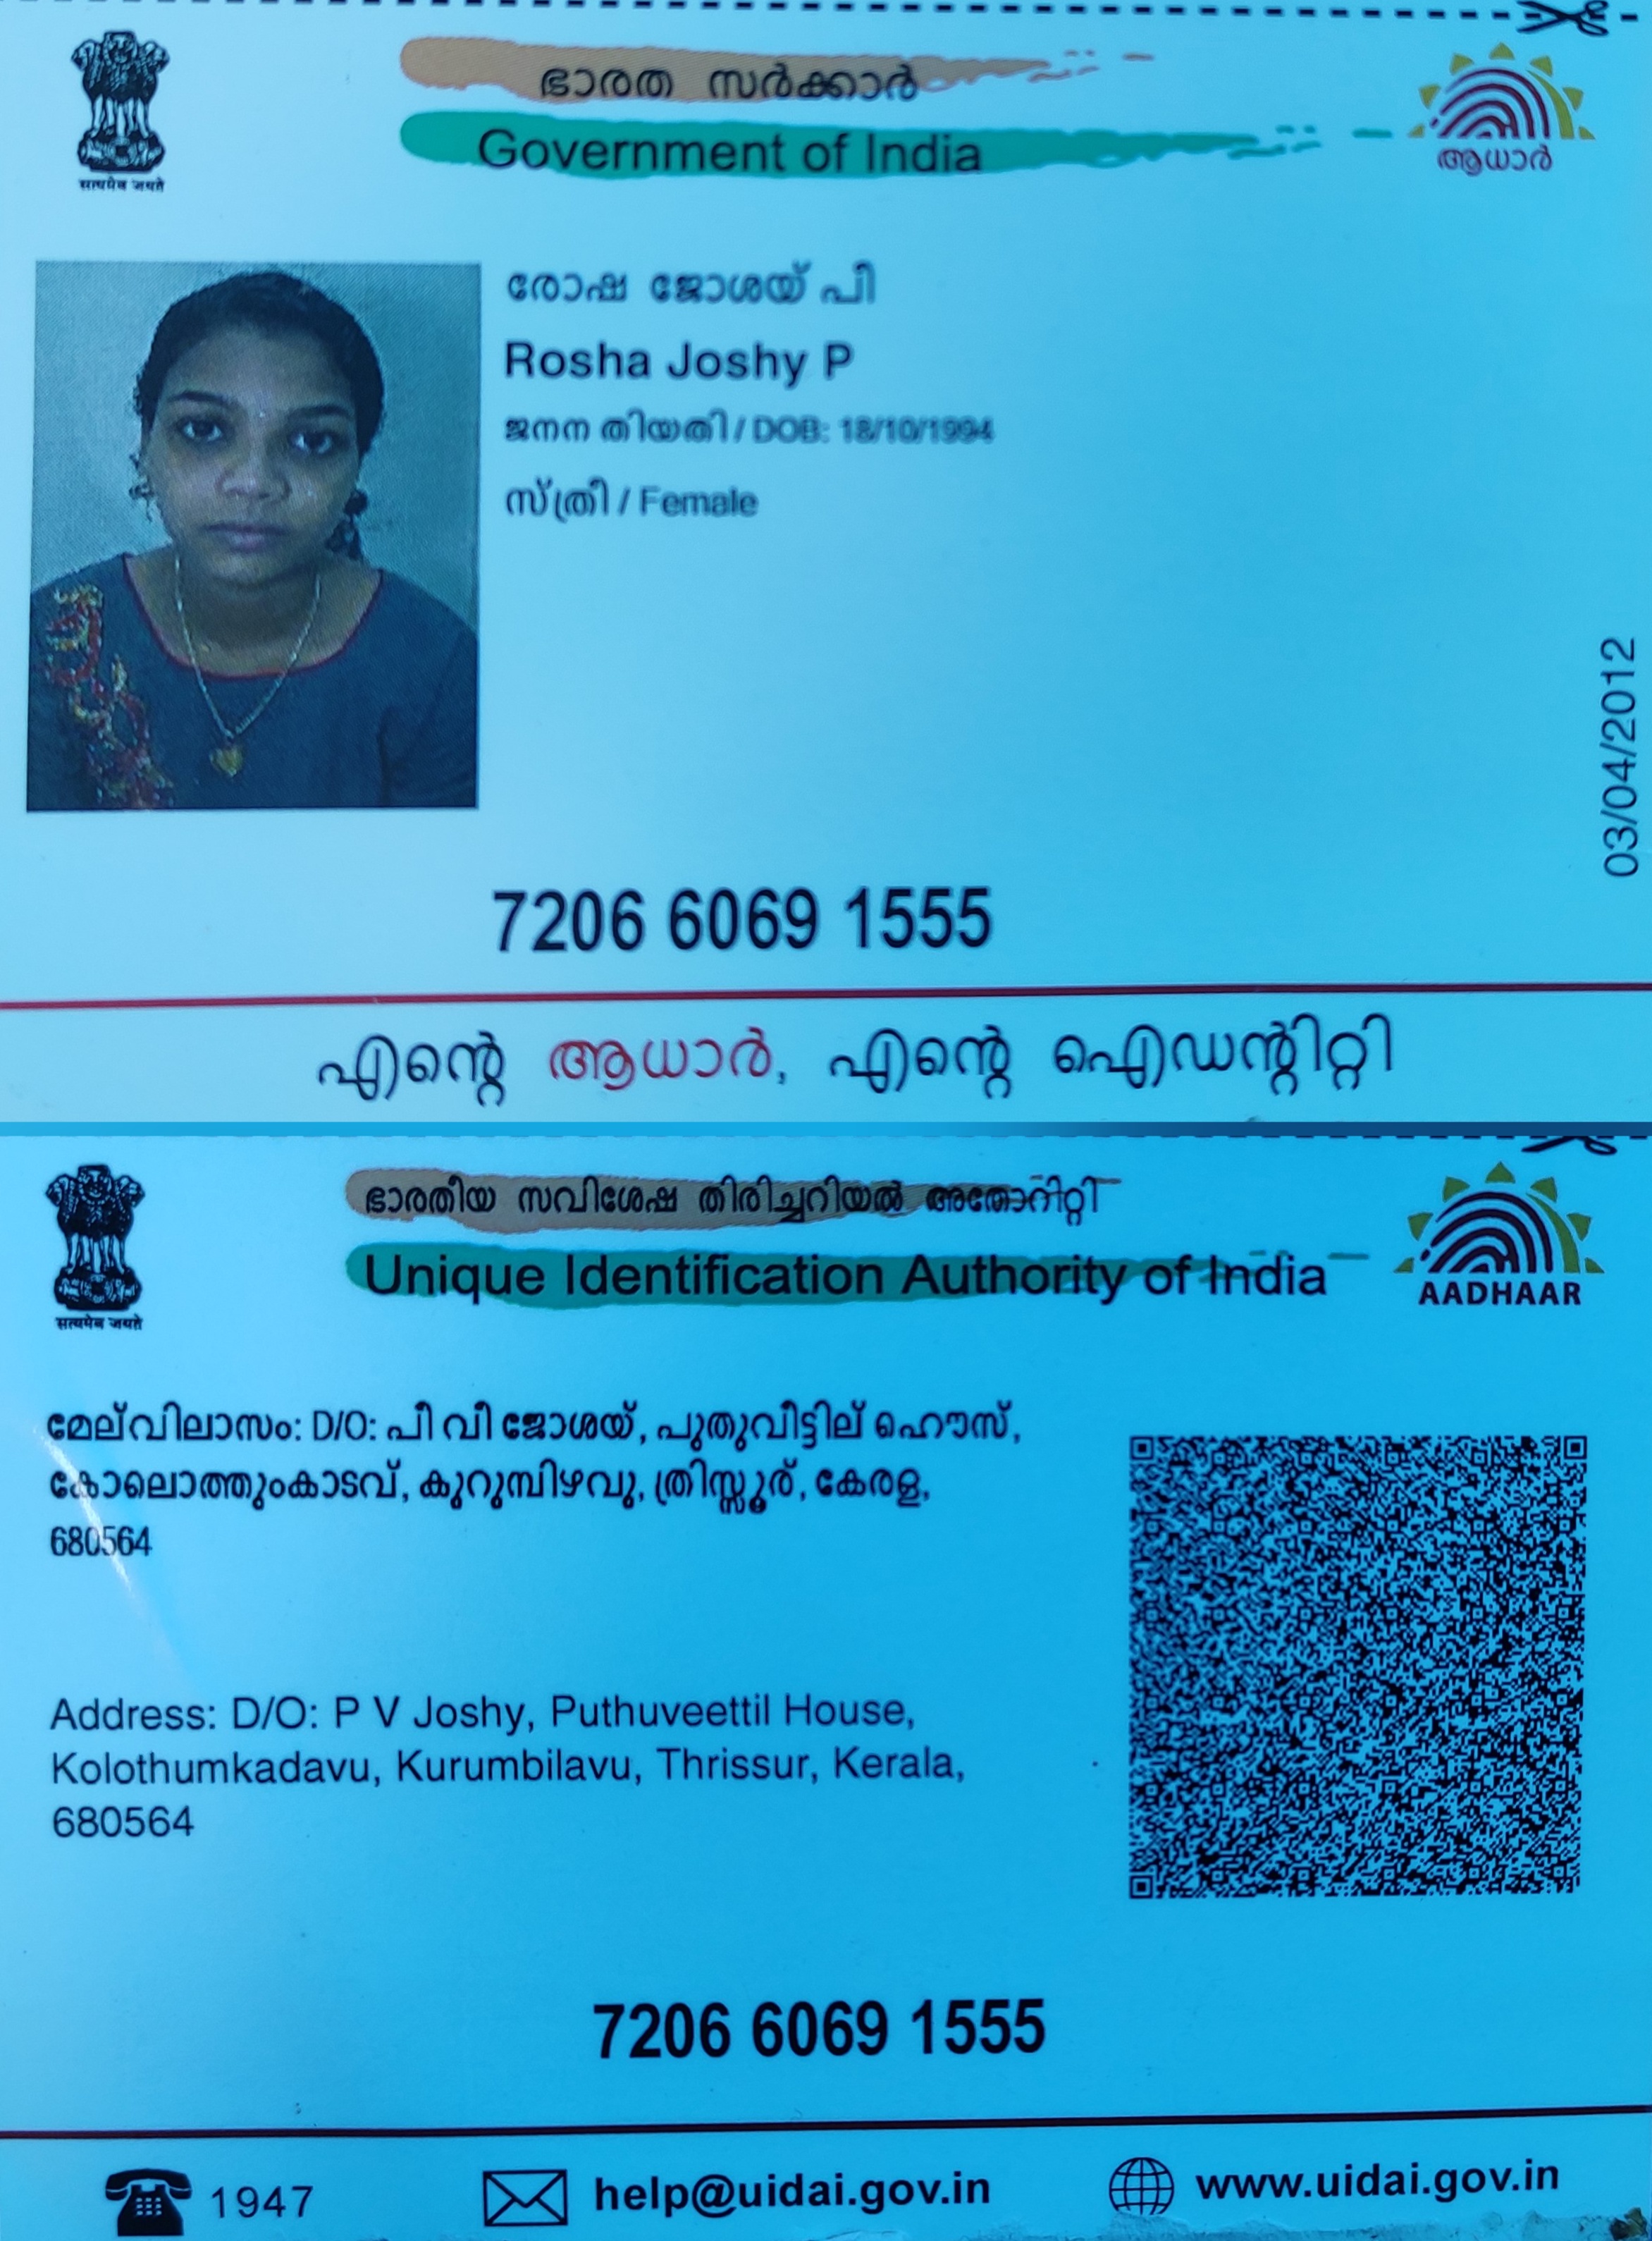 ഭാരത സർക്കാർ
Government of India
सत्यमेव जयते
ആധാർ
രോഷ ജോശയ് പി
Rosha Joshy P
ജനന തിയതി / DOB: 18/10/1994
സ്ത്രീ / Female
03/04/2012
7206 6069 1555
എന്റെ ആധാർ, എന്റെ ഐഡന്റിറ്റി
ഭാരതീയ സവിശേഷ തിരിച്ചറിയൽ അതോറിറ്റി
Unique Identification Authority of India
सत्यमेव जयते
AADHAAR
മേല്വിലാസം: D/O: പീ വീ ജോശയ്, പുതുവീട്ടില് ഹൌസ്,
കോലൊത്തുംകാടവ്, കുറുമ്പിഴവു, ത്രിസ്സൂര്, കേരള,
680564
Address: D/O: P V Joshy, Puthuveettil House,
Kolothumkadavu, Kurumbilavu, Thrissur, Kerala,
680564
7206 6069 1555
1947
help@uidai.gov.in
www.uidai.gov.in